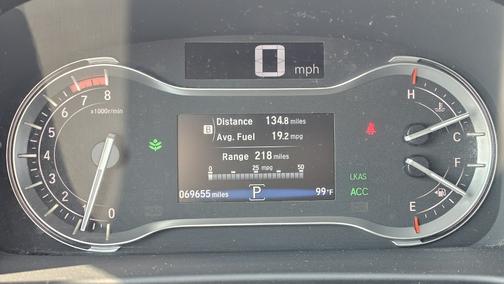 0 mph
8
7
6
5
4
3
2
1
0
x1000r/min
B
Distance 134.8 miles
Avg. Fuel 19.2 mpg
Range 218 miles
0 25 mpg 50
069655 miles P 99°F
LKAS
ACC
H
C
F
E